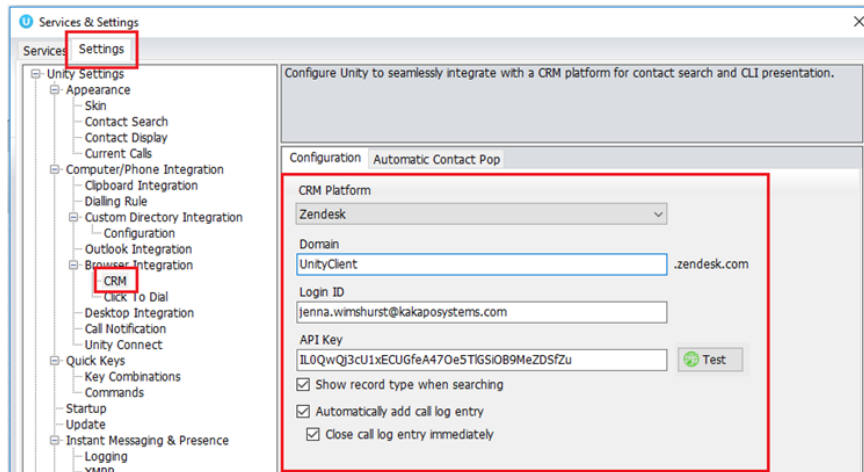 Services & Settings
Services
Settings
Unity Settings
Appearance
Skin
Contact Search
Contact Display
Current Calls
Computer/Phone Integration
Clipboard Integration
Dialling Rule
Custom Directory Integration
Configuration
Outlook Integration
Browser Integration
CRM
Click To Dial
Desktop Integration
Call Notification
Unity Connect
Quick Keys
Key Combinations
Commands
Startup
Update
Instant Messaging & Presence
Logging
XMPP
Configure Unity to seamlessly integrate with a CRM platform for contact search and CLI presentation.
Configuration
Automatic Contact Pop
CRM Platform
Zendesk
Domain
UnityClient .zendesk.com
Login ID
jenna.wimshurst@kakaposystems.com
API Key
IL0QwQj3cU1xECUGfeA47Oe5TlGSiOB9MeZDSfZu
Test
Show record type when searching
Automatically add call log entry
Close call log entry immediately